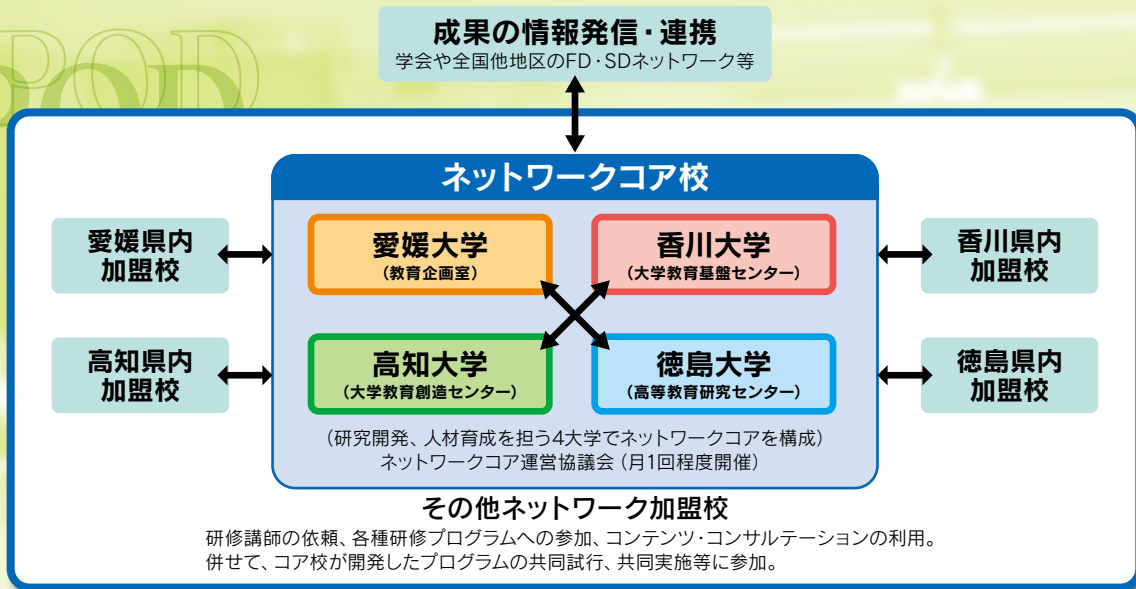 成果の情報発信・連携
学会や全国他地区のFD・SDネットワーク等
ネットワークコア校
愛媛県内
加盟校
愛媛大学
(教育企画室)
香川大学
(大学教育基盤センター)
香川県内
加盟校
高知県内
加盟校
高知大学
(大学教育創造センター)
徳島大学
(高等教育研究センター)
徳島県内
加盟校
(研究開発、人材育成を担う4大学でネットワークコアを構成)
ネットワークコア運営協議会 (月1回程度開催)
その他ネットワーク加盟校
研修講師の依頼、各種研修プログラムへの参加、コンテンツ・コンサルテーションの利用。
併せて、コア校が開発したプログラムの共同試行、共同実施等に参加。